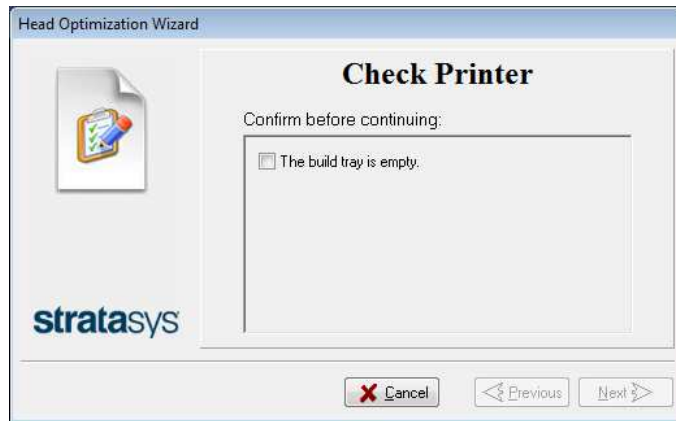 Head Optimization Wizard
Check Printer
Confirm before continuing:
The build tray is empty.
stratasys
Cancel
Previous
Next